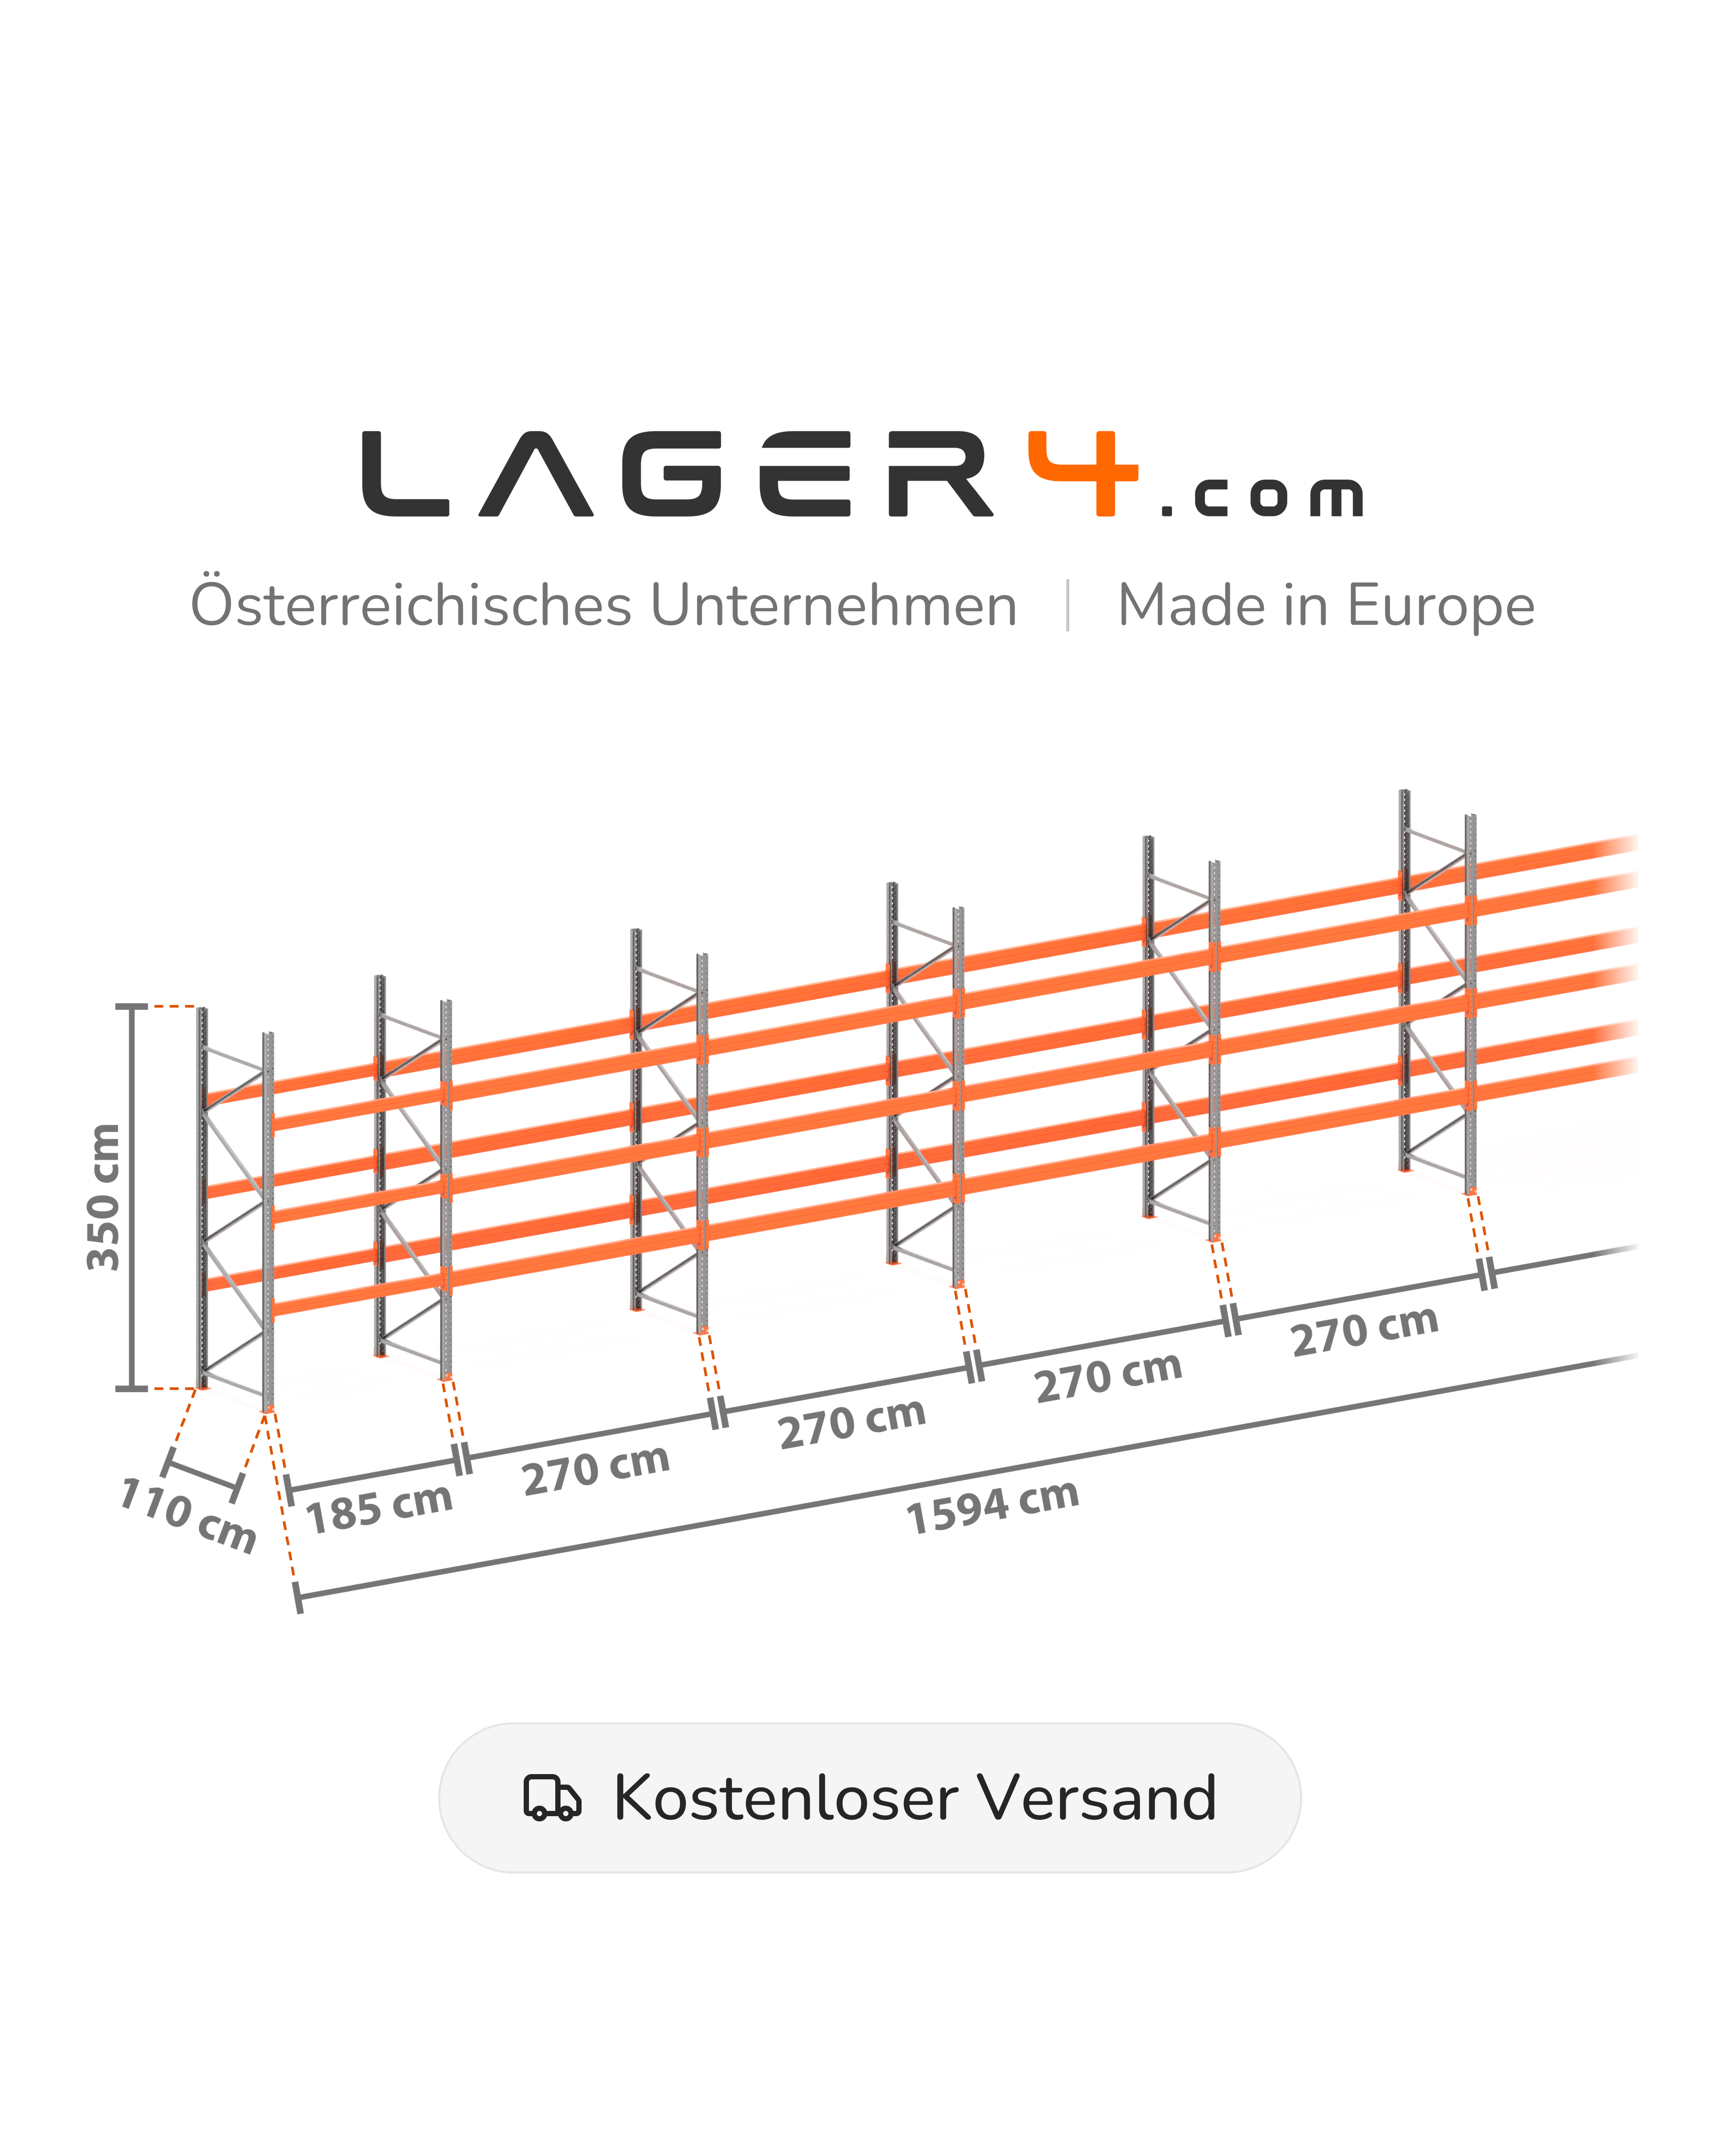 LAGER4.com
Österreichisches Unternehmen | Made in Europe
350 cm
110 cm
185 cm
270 cm
270 cm
270 cm
270 cm
1594 cm
Kostenloser Versand